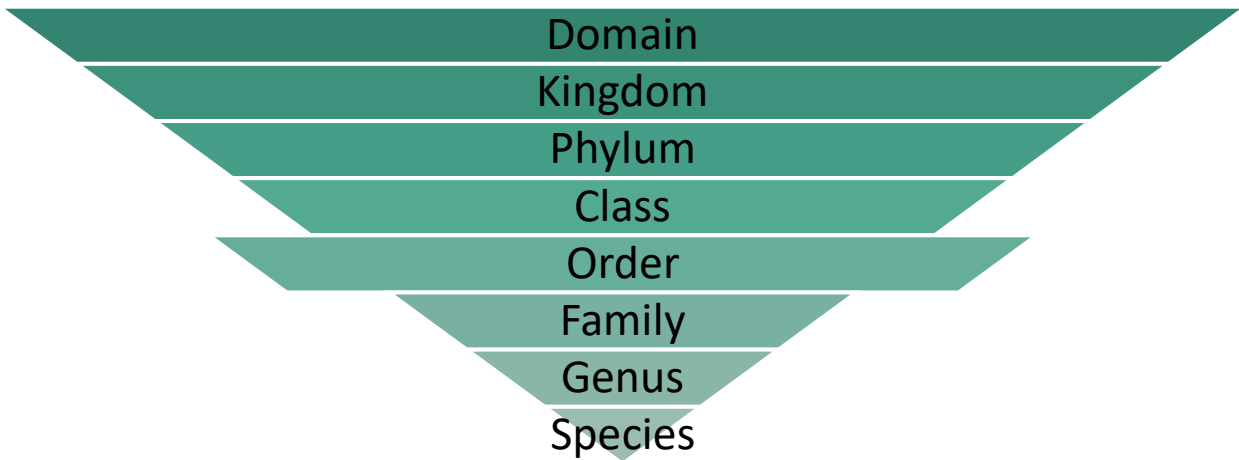 Domain
Kingdom
Phylum
Class
Order
Family
Genus
Species